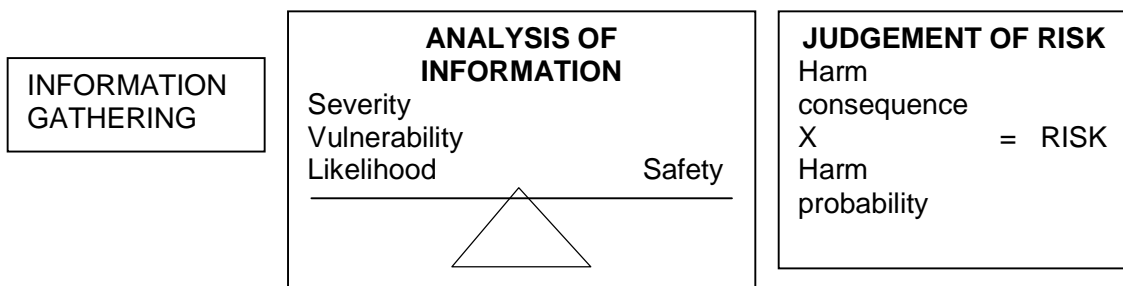 INFORMATION
GATHERING
ANALYSIS OF
INFORMATION
Severity
Vulnerability
Likelihood Safety
JUDGEMENT OF RISK
Harm
consequence
X = RISK
Harm
probability